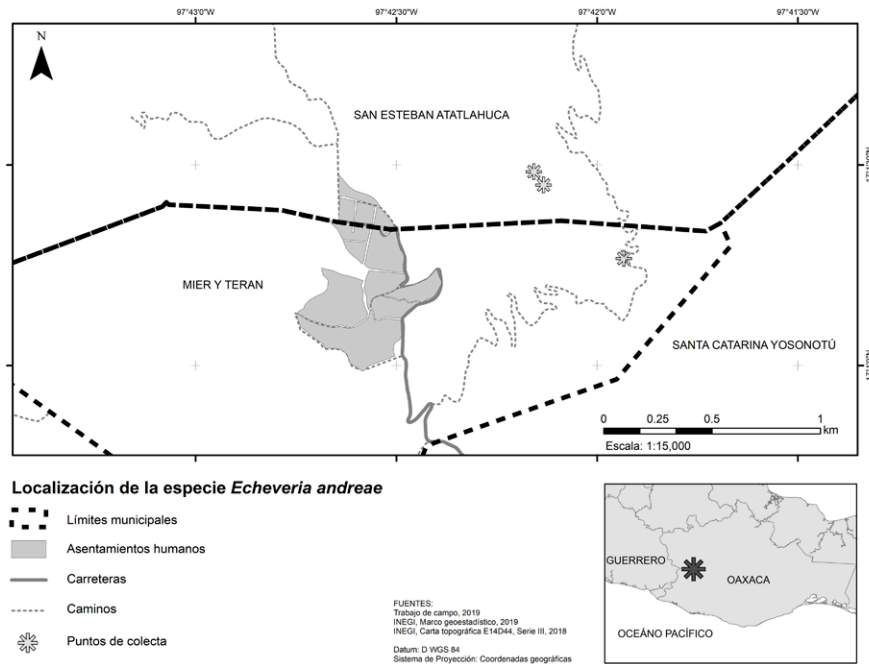 97°43'0"W 97°42'30"W 97°42'0"W 97°41'30"W
N
SAN ESTEBAN ATATLAHUCA
MIER Y TERAN
SANTA CATARINA YOSONOTÚ
0 0.25 0.5 1
km
Escala: 1:15,000
Localización de la especie Echeveria andreae
Límites municipales
Asentamientos humanos
Carreteras
Caminos
Puntos de colecta
FUENTES:
Trabajo de campo, 2019
INEGI, Marco geoestadístico, 2019
INEGI, Carta topográfica E14D44, Serie III, 2018
Datum: D WGS 84
Sistema de Proyección: Coordenadas geográficas
GUERRERO
OAXACA
OCEÁNO PACÍFICO